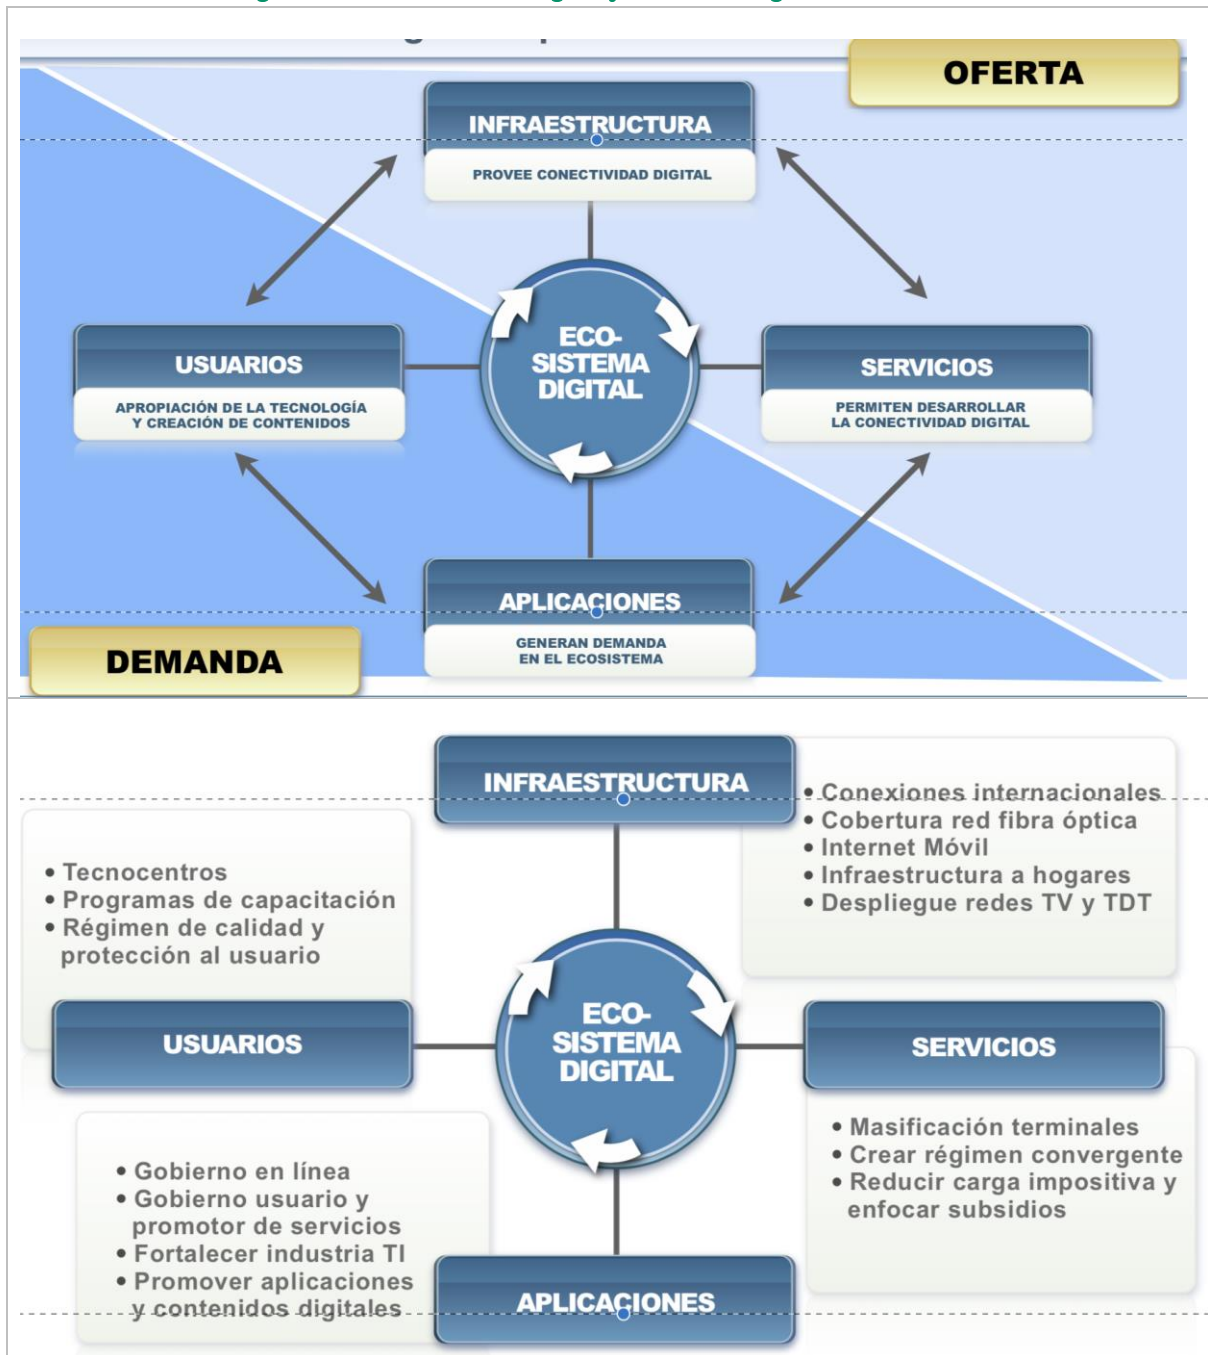 OFERTA
INFRAESTRUCTURA
PROVEE CONECTIVIDAD DIGITAL
USUARIOS
APROPIACIÓN DE LA TECNOLOGÍA
Y CREACIÓN DE CONTENIDOS
ECO-
SISTEMA
DIGITAL
SERVICIOS
PERMITEN DESARROLLAR
LA CONECTIVIDAD DIGITAL
APLICACIONES
GENERAN DEMANDA
EN EL ECOSISTEMA
DEMANDA
INFRAESTRUCTURA
• Conexiones internacionales
• Cobertura red fibra óptica
• Internet Móvil
• Infraestructura a hogares
• Despliegue redes TV y TDT
• Tecnocentros
• Programas de capacitación
• Régimen de calidad y
protección al usuario
USUARIOS
ECO-
SISTEMA
DIGITAL
SERVICIOS
• Masificación terminales
• Crear régimen convergente
• Reducir carga impositiva y
enfocar subsidios
• Gobierno en línea
• Gobierno usuario y
promotor de servicios
• Fortalecer industria TI
• Promover aplicaciones
y contenidos digitales
APLICACIONES